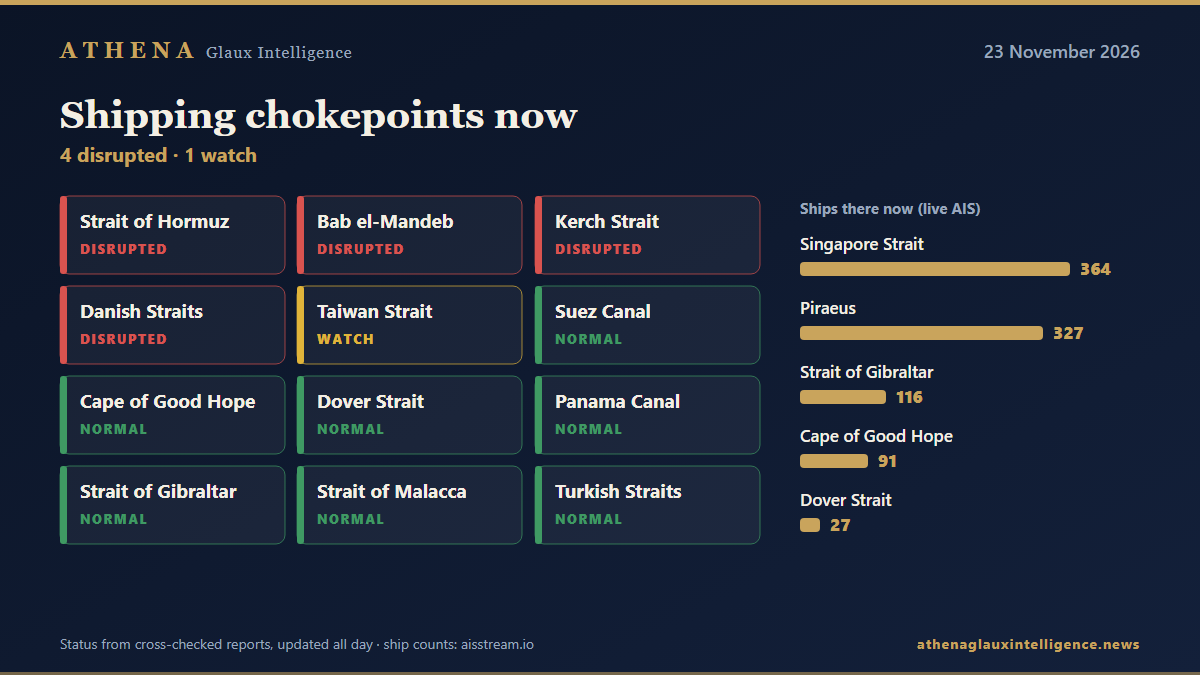 ATHENA Glaux Intelligence
23 November 2026
Shipping chokepoints now
4 disrupted · 1 watch
Strait of Hormuz
DISRUPTED
Bab el-Mandeb
DISRUPTED
Kerch Strait
DISRUPTED
Danish Straits
DISRUPTED
Taiwan Strait
WATCH
Suez Canal
NORMAL
Cape of Good Hope
NORMAL
Dover Strait
NORMAL
Panama Canal
NORMAL
Strait of Gibraltar
NORMAL
Strait of Malacca
NORMAL
Turkish Straits
NORMAL
Ships there now (live AIS)
Singapore Strait
364
Piraeus
327
Strait of Gibraltar
116
Cape of Good Hope
91
Dover Strait
27
Status from cross-checked reports, updated all day · ship counts: aisstream.io
athenaglauxintelligence.news